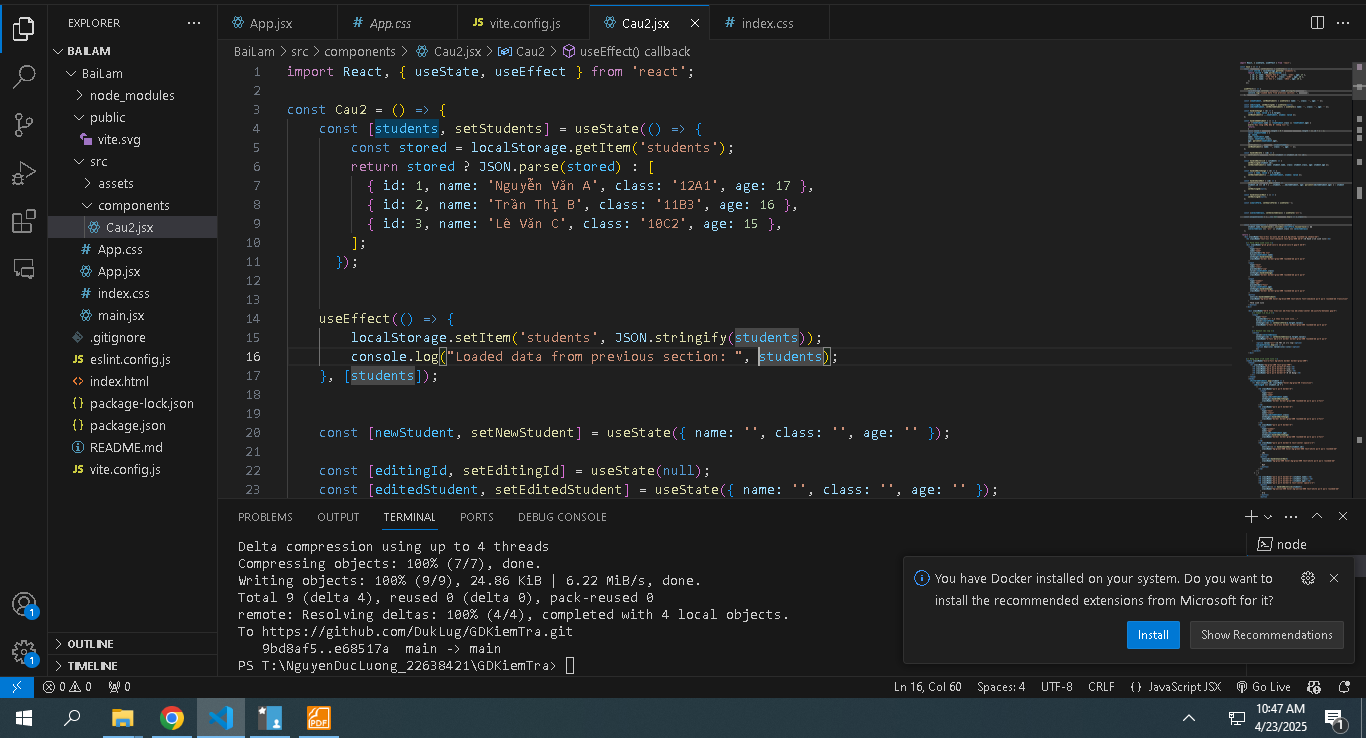 EXPLORER
BAILAM
BaiLam
node_modules
public
vite.svg
src
assets
components
Cau2.jsx
App.css
App.jsx
index.css
main.jsx
.gitignore
eslint.config.js
index.html
package-lock.json
package.json
README.md
vite.config.js
OUTLINE
TIMELINE
App.jsx App.css JS vite.config.js Cau2.jsx index.css
BaiLam > src > components > Cau2.jsx > Cau2 > useEffect() callback
1 import React, { useState, useEffect } from 'react';
2
3 const Cau2 = () => {
4 const [students, setStudents] = useState(() => {
5 const stored = localStorage.getItem('students');
6 return stored ? JSON.parse(stored) : [
7 { id: 1, name: 'Nguyễn Văn A', class: '12A1', age: 17 },
8 { id: 2, name: 'Trần Thị B', class: '11B3', age: 16 },
9 { id: 3, name: 'Lê Văn C', class: '10C2', age: 15 },
10 ];
11 });
12
13
14 useEffect(() => {
15 localStorage.setItem('students', JSON.stringify(students));
16 console.log("Loaded data from previous section: ", students);
17 }, [students]);
18
19
20 const [newStudent, setNewStudent] = useState({ name: '', class: '', age: '' });
21
22 const [editingId, setEditingId] = useState(null);
23 const [editedStudent, setEditedStudent] = useState({ name: '', class: '', age: '' });
PROBLEMS OUTPUT TERMINAL PORTS DEBUG CONSOLE
Delta compression using up to 4 threads
Compressing objects: 100% (7/7), done.
Writing objects: 100% (9/9), 24.86 KiB | 6.22 MiB/s, done.
Total 9 (delta 4), reused 0 (delta 0), pack-reused 0
remote: Resolving deltas: 100% (4/4), completed with 4 local objects.
To https://github.com/DukLug/GDKiemTra.git
9bd8af5..e68517a main -> main
PS T:\NguyenDucLuong_22638421\GDKiemTra>
node
You have Docker installed on your system. Do you want to
install the recommended extensions from Microsoft for it?
Install Show Recommendations
0 0 0 Ln 16, Col 60 Spaces: 4 UTF-8 CRLF {} JavaScript JSX Go Live
10:47 AM
4/23/2025